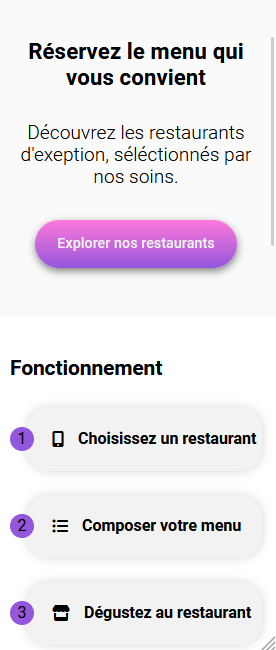 Réservez le menu qui
vous convient
Découvrez les restaurants
d'exeption, séléctionnés par
nos soins.
Explorer nos restaurants
Fonctionnement
1 Choisissez un restaurant
2 Composer votre menu
3 Dégustez au restaurant